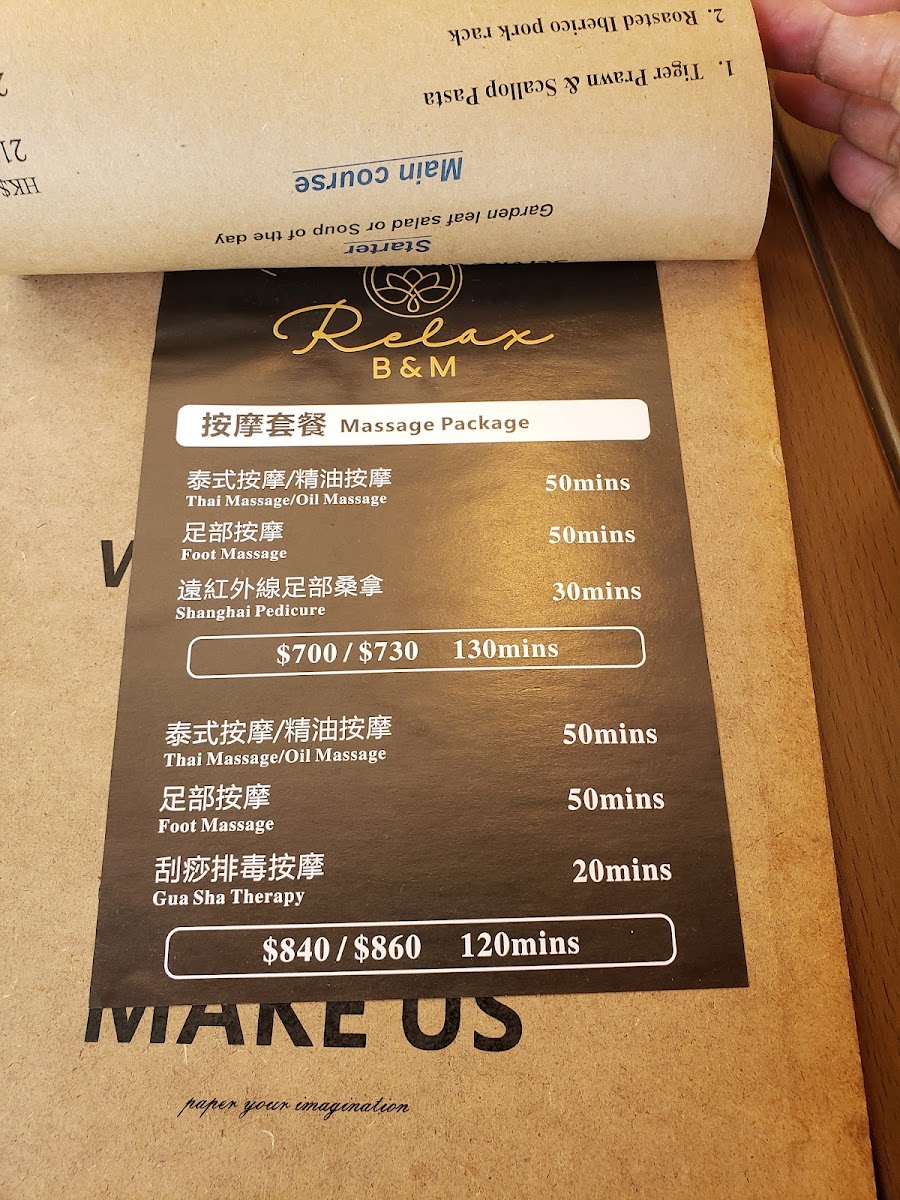 2. Roasted Iberico pork rack
1. Tiger Prawn & Scallop Pasta
21
HK$
Main course
Garden leaf salad or Soup of the day
Starter
Relax
B & M
按摩套餐 Massage Package
泰式按摩/精油按摩 50mins
Thai Massage/Oil Massage
足部按摩 50mins
Foot Massage
遠紅外線足部桑拿 30mins
Shanghai Pedicure
$700 / $730 130mins
泰式按摩/精油按摩 50mins
Thai Massage/Oil Massage
足部按摩 50mins
Foot Massage
刮痧排毒按摩 20mins
Gua Sha Therapy
$840 / $860 120mins
MAKE US
paper your imagination